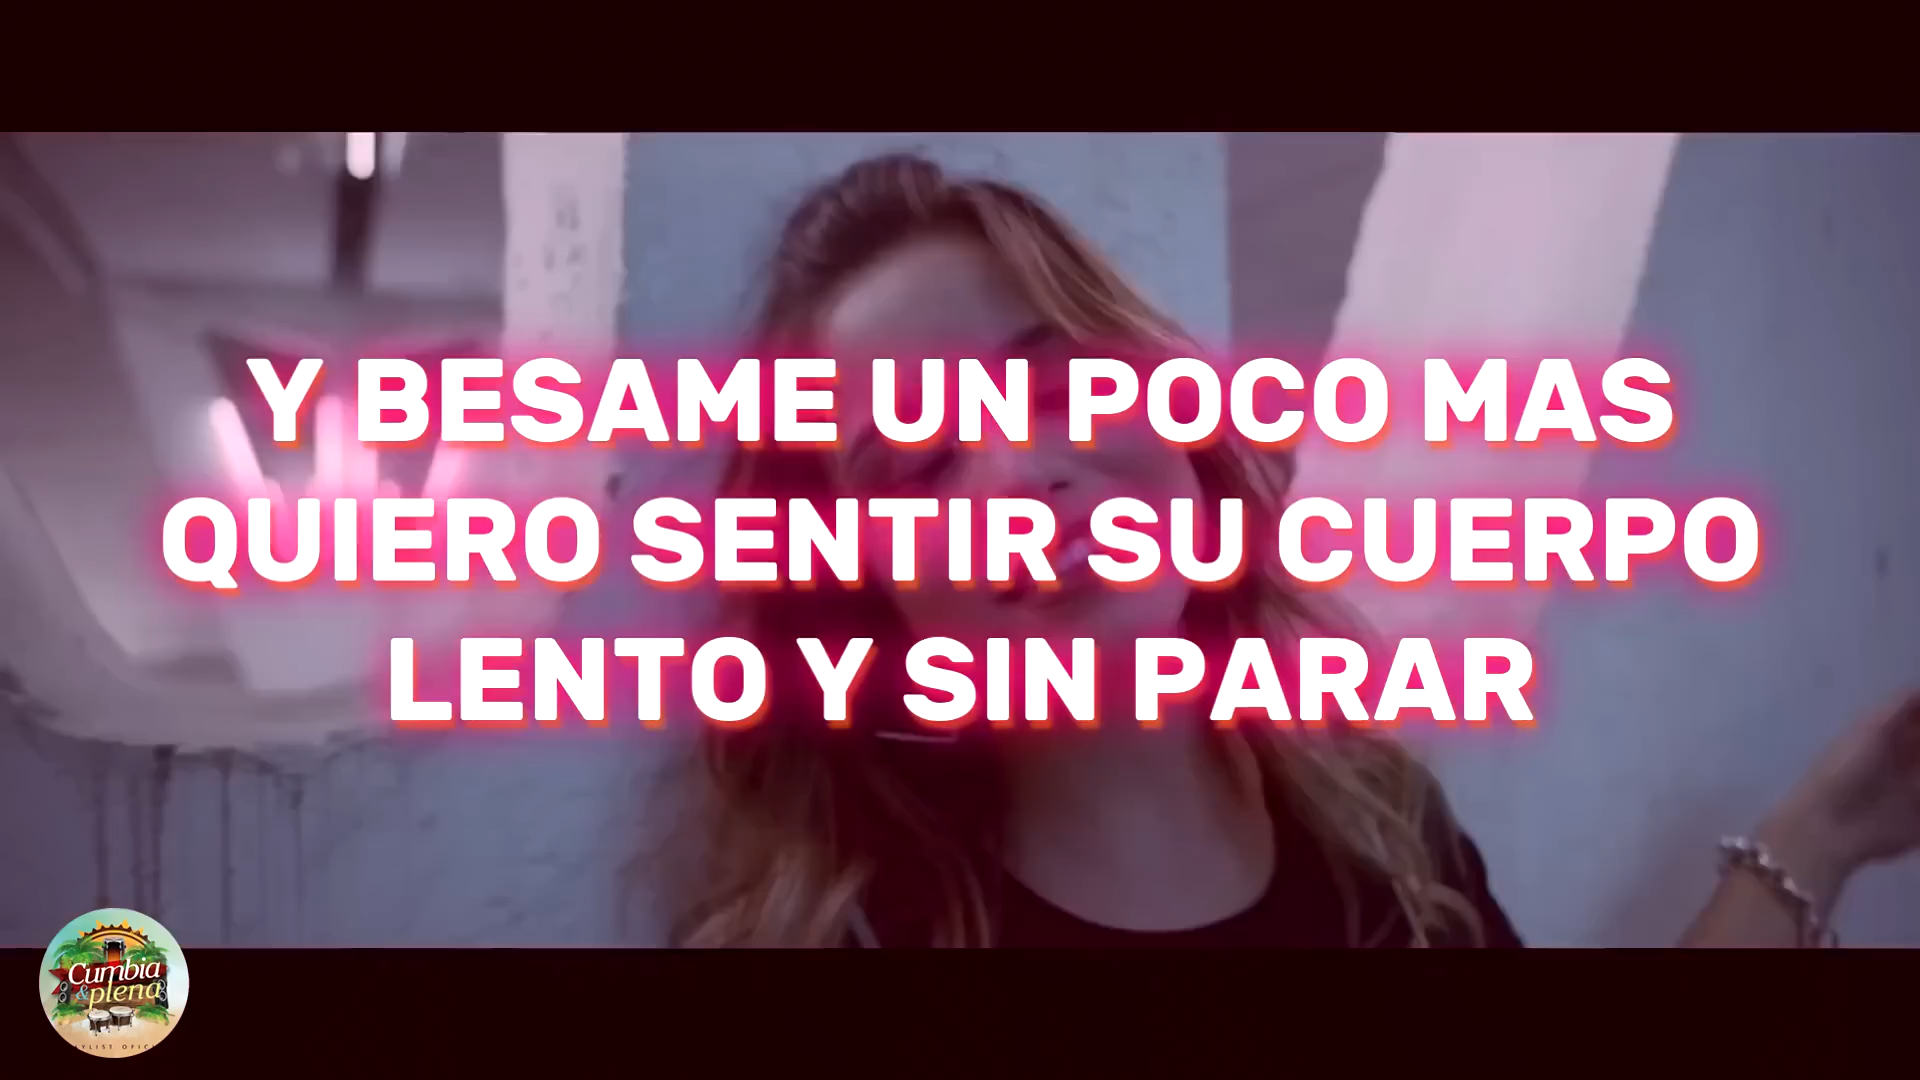 Y BESAME UN POCO MAS
QUIERO SENTIR SU CUERPO
LENTO Y SIN PARAR
Cumbia
& plena